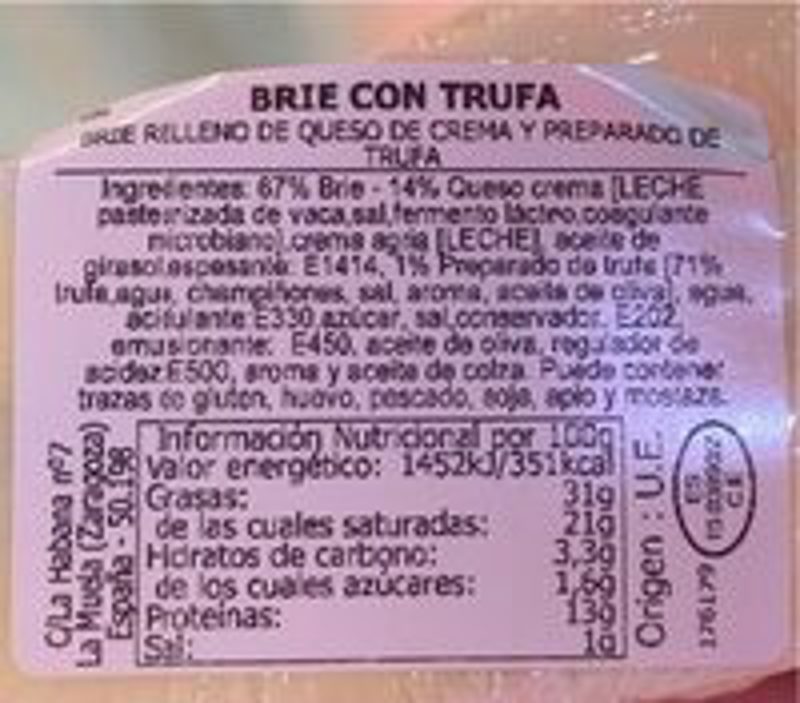 BRIE CON TRUFA
BRIE RELLENO DE QUESO DE CREMA Y PREPARADO DE
TRUFA
Ingredientes: 67% Brie - 14% Queso crema [LECHE
pasteurizada de vaca,sal,fermento lácteo,coagulante
microbiano],crema agria [LECHE], aceite de
girasol,espesante: E1414, 1% Preparado de trufa [71%
trufa,agua, champiñones, sal, aroma, aceite de oliva], agua,
acidulante:E330,azúcar, sal,conservador: E202,
emusionante: E450, aceite de oliva, regulador de
acidez:E500, aroma y aceite de colza. Puede contener
trazas de gluten, huevo, pescado, soja, apio y mostaza.
Información Nutricional por 100g
Valor energético: 1452kJ/351kcal
Grasas: 31g
de las cuales saturadas: 21g
Hidratos de carbono: 3,3g
de los cuales azúcares: 1,6g
Proteínas: 13g
Sal: 1g
C/La Habana nº7
La Muela (Zaragoza)
España - 50.198
Origen : U.E.
ES
C.E
176179